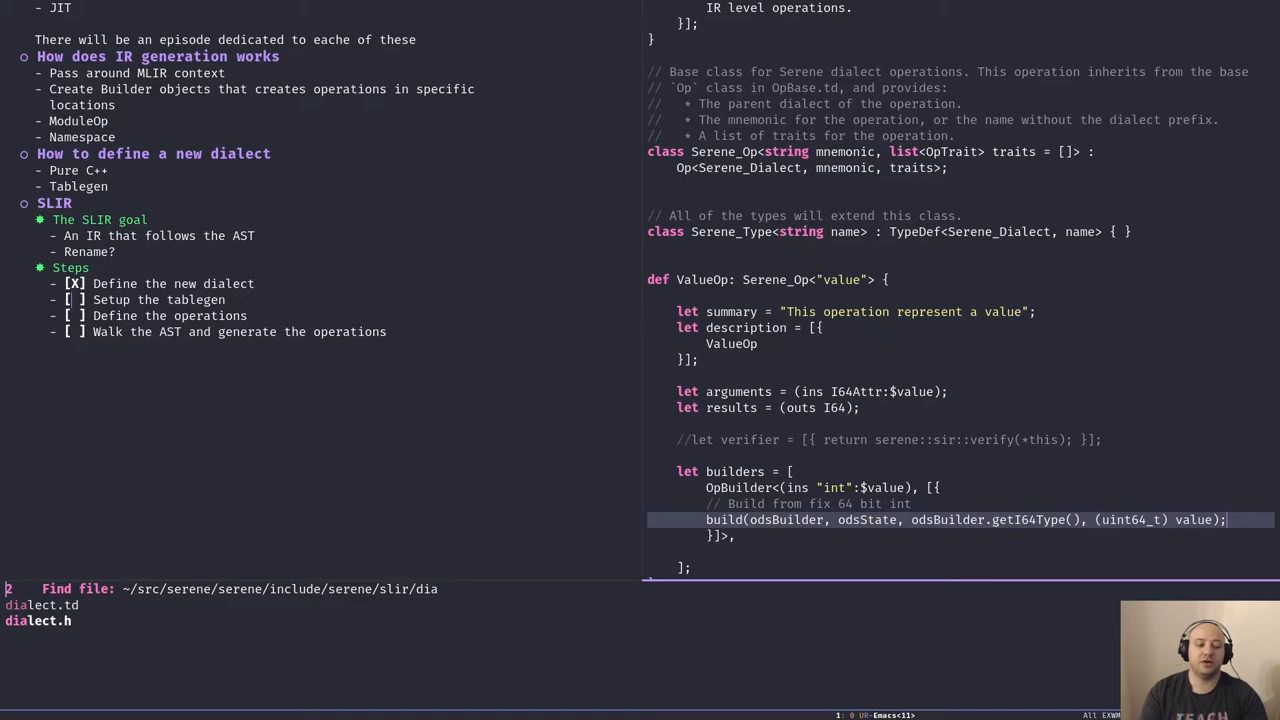 - JIT
There will be an episode dedicated to eache of these
○ How does IR generation works
- Pass around MLIR context
- Create Builder objects that creates operations in specific
locations
- ModuleOp
- Namespace
○ How to define a new dialect
- Pure C++
- Tablegen
○ SLIR
✸ The SLIR goal
- An IR that follows the AST
- Rename?
✸ Steps
- [X] Define the new dialect
- [ ] Setup the tablegen
- [ ] Define the operations
- [ ] Walk the AST and generate the operations
IR level operations.
}];
}
// Base class for Serene dialect operations. This operation inherits from the base
// `Op` class in OpBase.td, and provides:
//   * The parent dialect of the operation.
//   * The mnemonic for the operation, or the name without the dialect prefix.
//   * A list of traits for the operation.
class Serene_Op<string mnemonic, list<OpTrait> traits = []> :
Op<Serene_Dialect, mnemonic, traits>;
// All of the types will extend this class.
class Serene_Type<string name> : TypeDef<Serene_Dialect, name> { }
def ValueOp: Serene_Op<"value"> {
let summary = "This operation represent a value";
let description = [{
ValueOp
}];
let arguments = (ins I64Attr:$value);
let results = (outs I64);
//let verifier = [{ return serene::sir::verify(*this); }];
let builders = [
OpBuilder<(ins "int":$value), [{
// Build from fix 64 bit int
build(odsBuilder, odsState, odsBuilder.getI64Type(), (uint64_t) value);
}]>,
];
2    Find file: ~/src/serene/serene/include/serene/slir/dia
dialect.td
dialect.h
1: 0 UR-Emacs<11>
All EXWM
TEACH